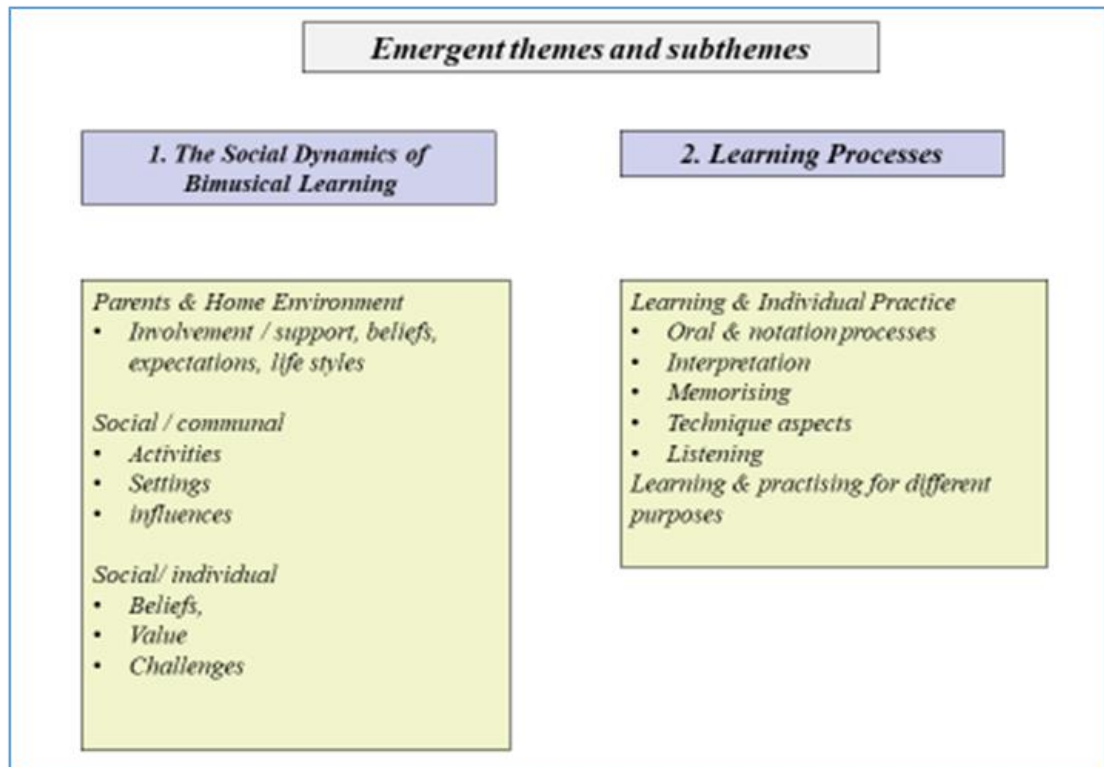 Emergent themes and subthemes
1. The Social Dynamics of
Bimusical Learning
Parents & Home Environment
• Involvement / support, beliefs,
expectations, life styles
Social / communal
• Activities
• Settings
• influences
Social/ individual
• Beliefs,
• Value
• Challenges
2. Learning Processes
Learning & Individual Practice
• Oral & notation processes
• Interpretation
• Memorising
• Technique aspects
• Listening
Learning & practising for different
purposes